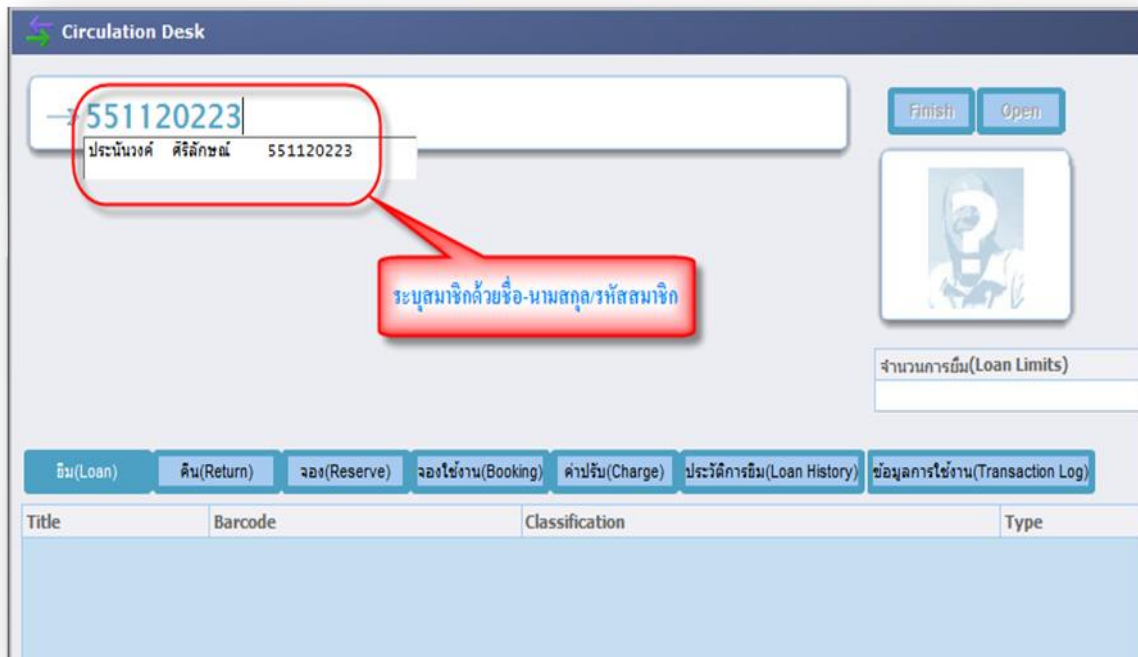 Circulation Desk
551120223
ประนันวงค์ ศิริลักษณ์ 551120223
Finish Open
ระบุสมาชิกด้วยชื่อ-นามสกุล/รหัสสมาชิก
จำนวนการยืม(Loan Limits)
ยืม(Loan) คืน(Return) จอง(Reserve) จองใช้งาน(Booking) ค่าปรับ(Charge) ประวัติการยืม(Loan History) ข้อมูลการใช้งาน(Transaction Log)
Title Barcode Classification Type